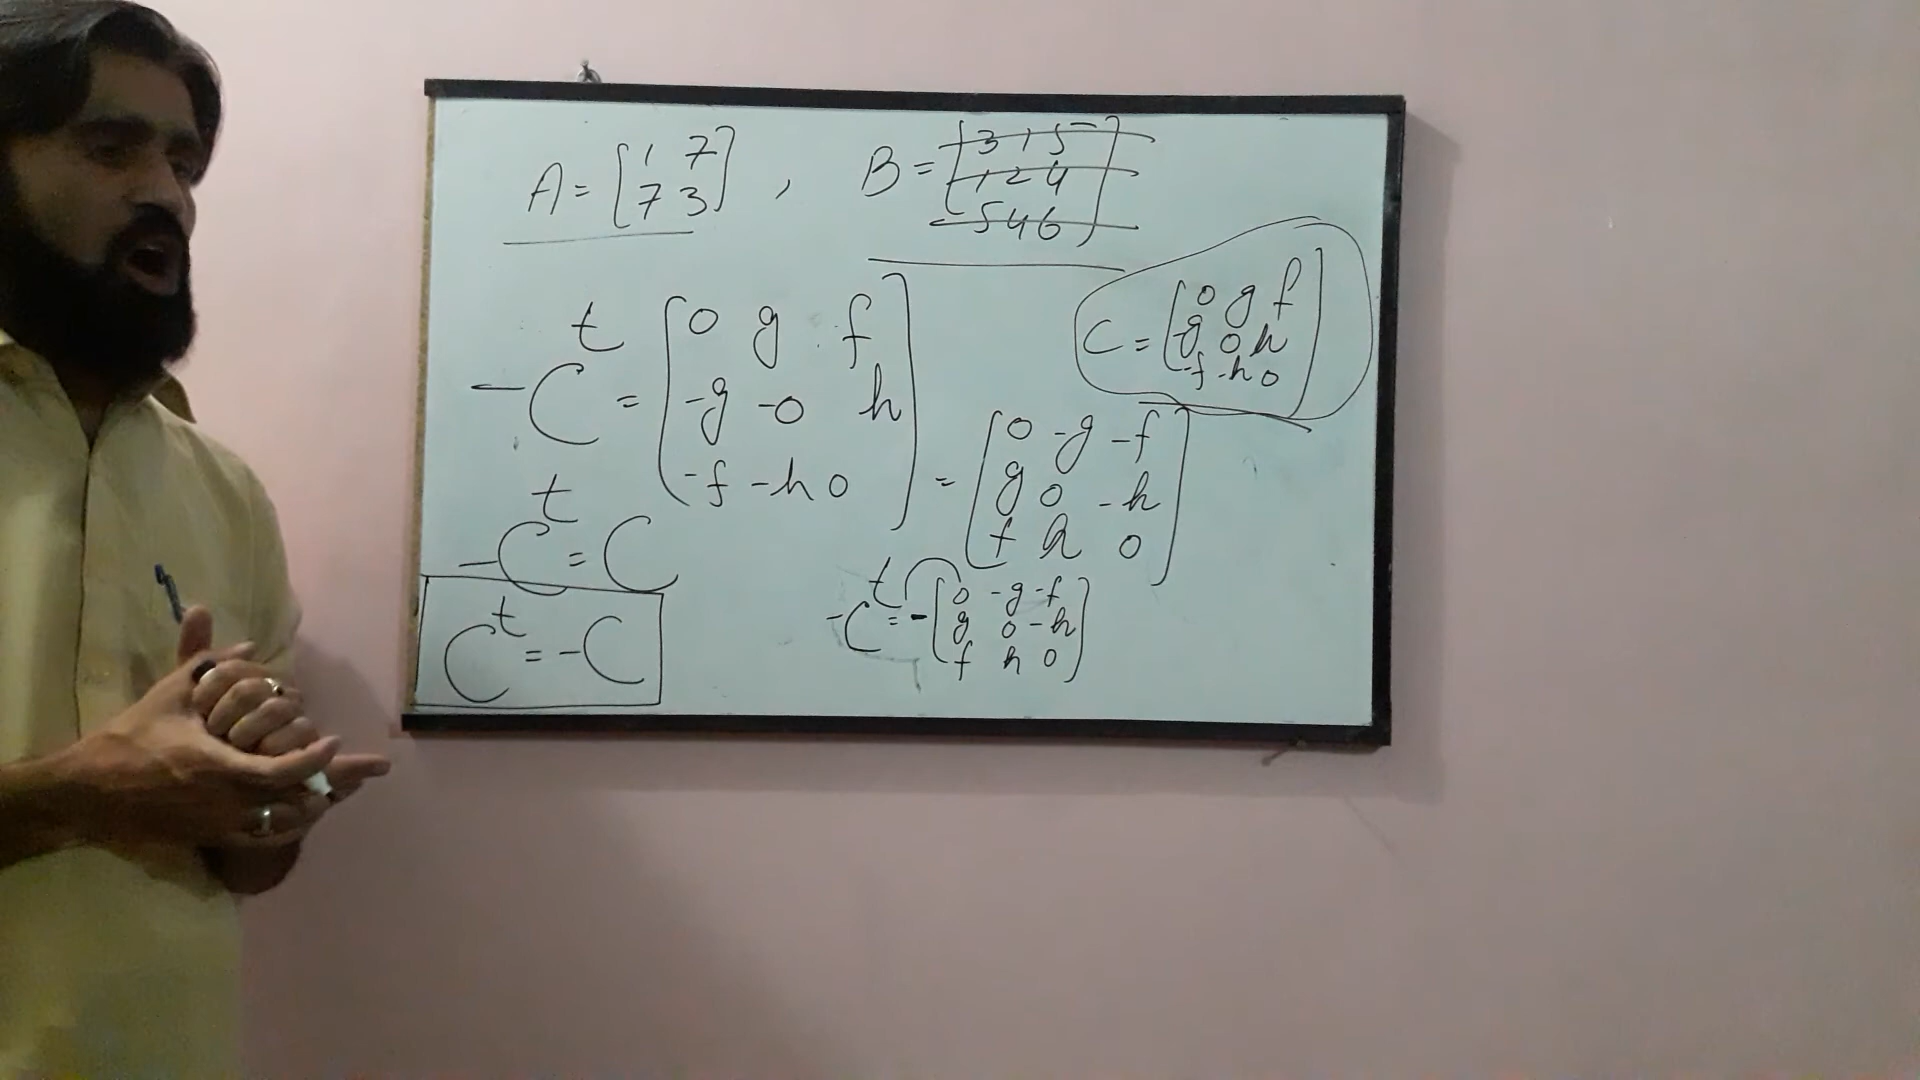 A = [1 7
7 3] , B = [3 1 5
1 2 4
5 4 6]
C = [0 g f
-g 0 h
-f -h 0]
-C^t = [0 g f
-g -0 h
-f -h 0] = [0 -g -f
g 0 -h
f h 0]
-C^t = C
-C^t = -[0 -g -f
g 0 -h
f h 0]
C^t = -C